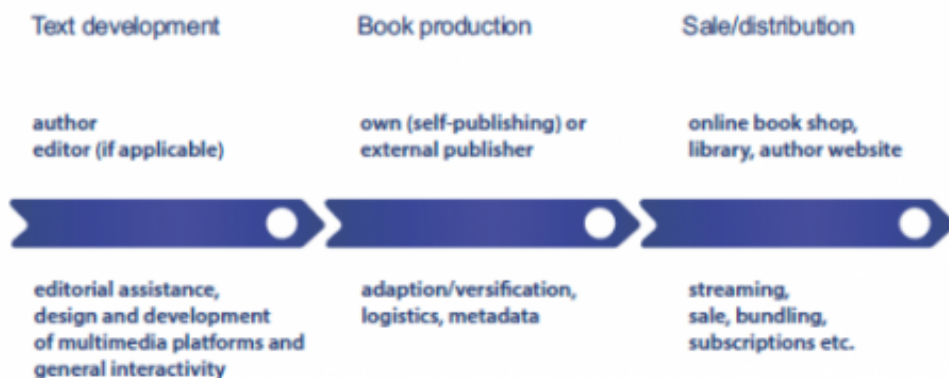 Text development
Book production
Sale/distribution
author
editor (if applicable)
own (self-publishing) or
external publisher
online book shop,
library, author website
editorial assistance,
design and development
of multimedia platforms and
general interactivity
adaption/versification,
logistics, metadata
streaming,
sale, bundling,
subscriptions etc.